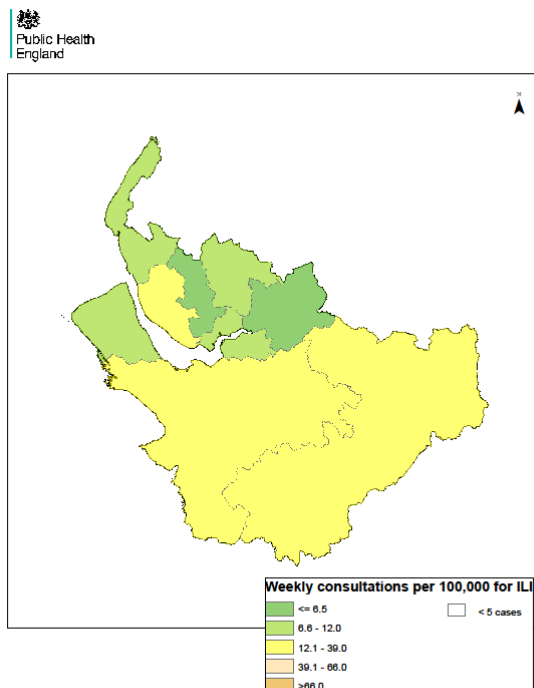 Public Health
England
Weekly consultations per 100,000 for ILI
<= 6.5
< 5 cases
6.6 - 12.0
12.1 - 39.0
39.1 - 66.0
>66.0